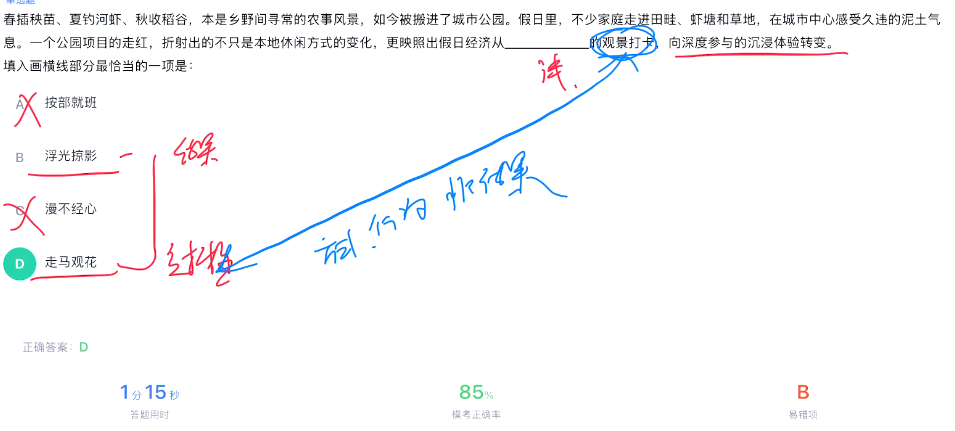 单选题
春插秧苗、夏钓河虾、秋收稻谷，本是乡野间寻常的农事风景，如今被搬进了城市公园。假日里，不少家庭走进田畦、虾塘和草地，在城市中心感受久违的泥土气
息。一个公园项目的走红，折射出的不只是本地休闲方式的变化，更映照出假日经济从____________的观景打卡，向深度参与的沉浸体验转变。
填入画横线部分最恰当的一项是：
浅.
A 按部就班
B 浮光掠影 结果
C 漫不经心
D 走马观花
正确答案：D
1分15秒 85% B
答题用时 模考正确率 易错项